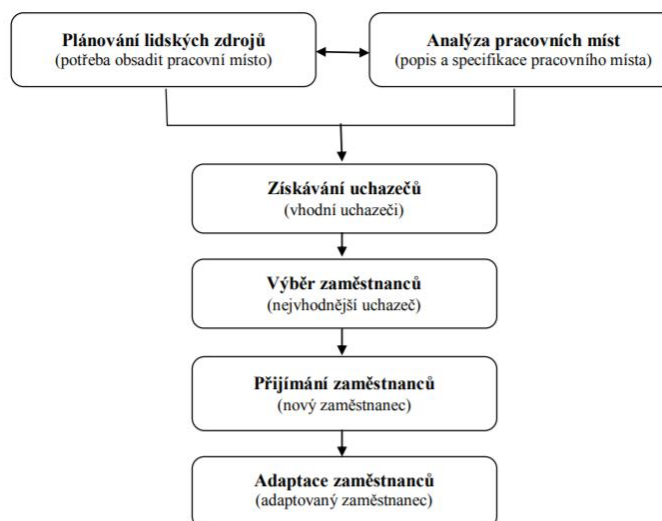 Plánování lidských zdrojů
(potřeba obsadit pracovní místo)
Analýza pracovních míst
(popis a specifikace pracovního místa)
Získávání uchazečů
(vhodní uchazeči)
Výběr zaměstnanců
(nejvhodnější uchazeč)
Přijímání zaměstnanců
(nový zaměstnanec)
Adaptace zaměstnanců
(adaptovaný zaměstnanec)